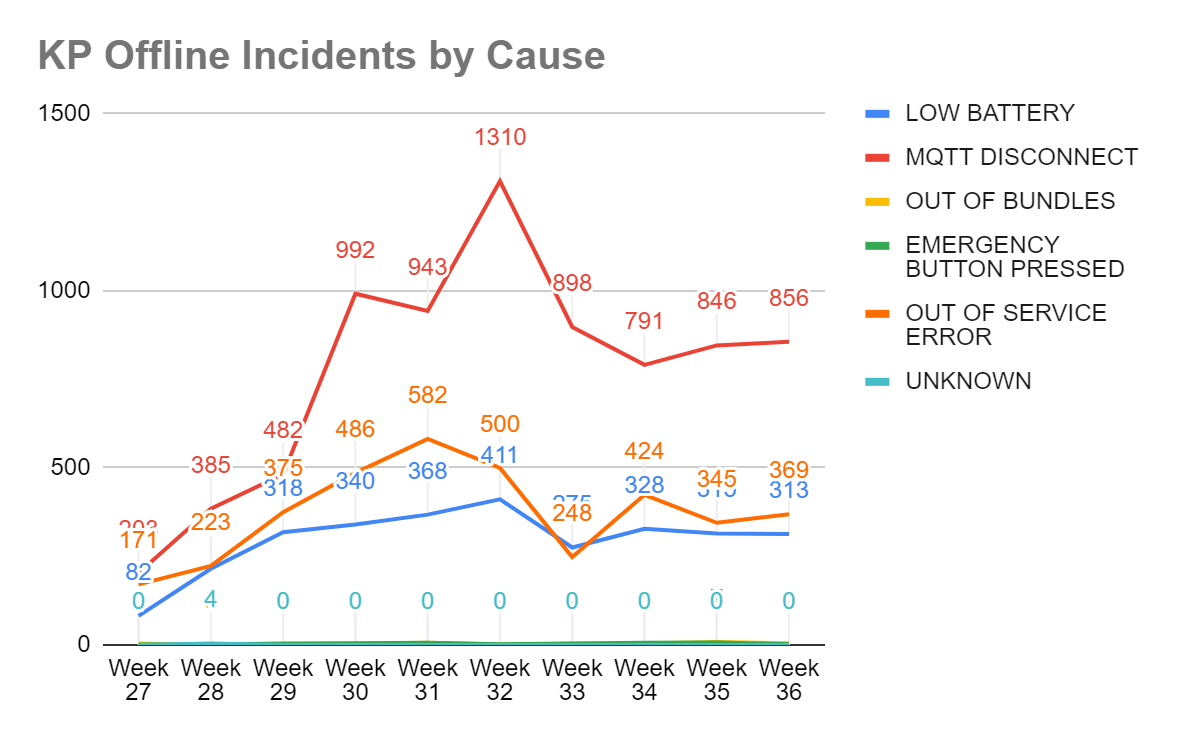 KP Offline Incidents by Cause
1500
1000
500
0
1310
992
943
898
856
846
791
482
385
582
500
486
424
375
369
345
248
223
171
411
368
340
328
318
313
82
0
4
0
0
0
0
0
0
0
0
Week
27
Week
28
Week
29
Week
30
Week
31
Week
32
Week
33
Week
34
Week
35
Week
36
LOW BATTERY
MQTT DISCONNECT
OUT OF BUNDLES
EMERGENCY
BUTTON PRESSED
OUT OF SERVICE
ERROR
UNKNOWN